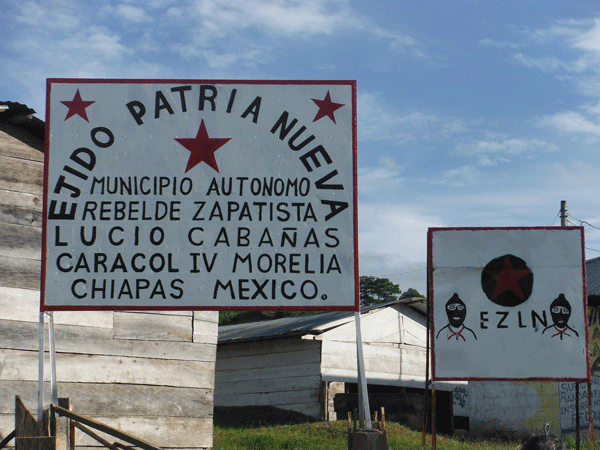 EJIDO PATRIA NUEVA
MUNICIPIO AUTONOMO
REBELDE ZAPATISTA
LUCIO CABAÑAS
CARACOL IV MORELIA
CHIAPAS MEXICO.
EZLN